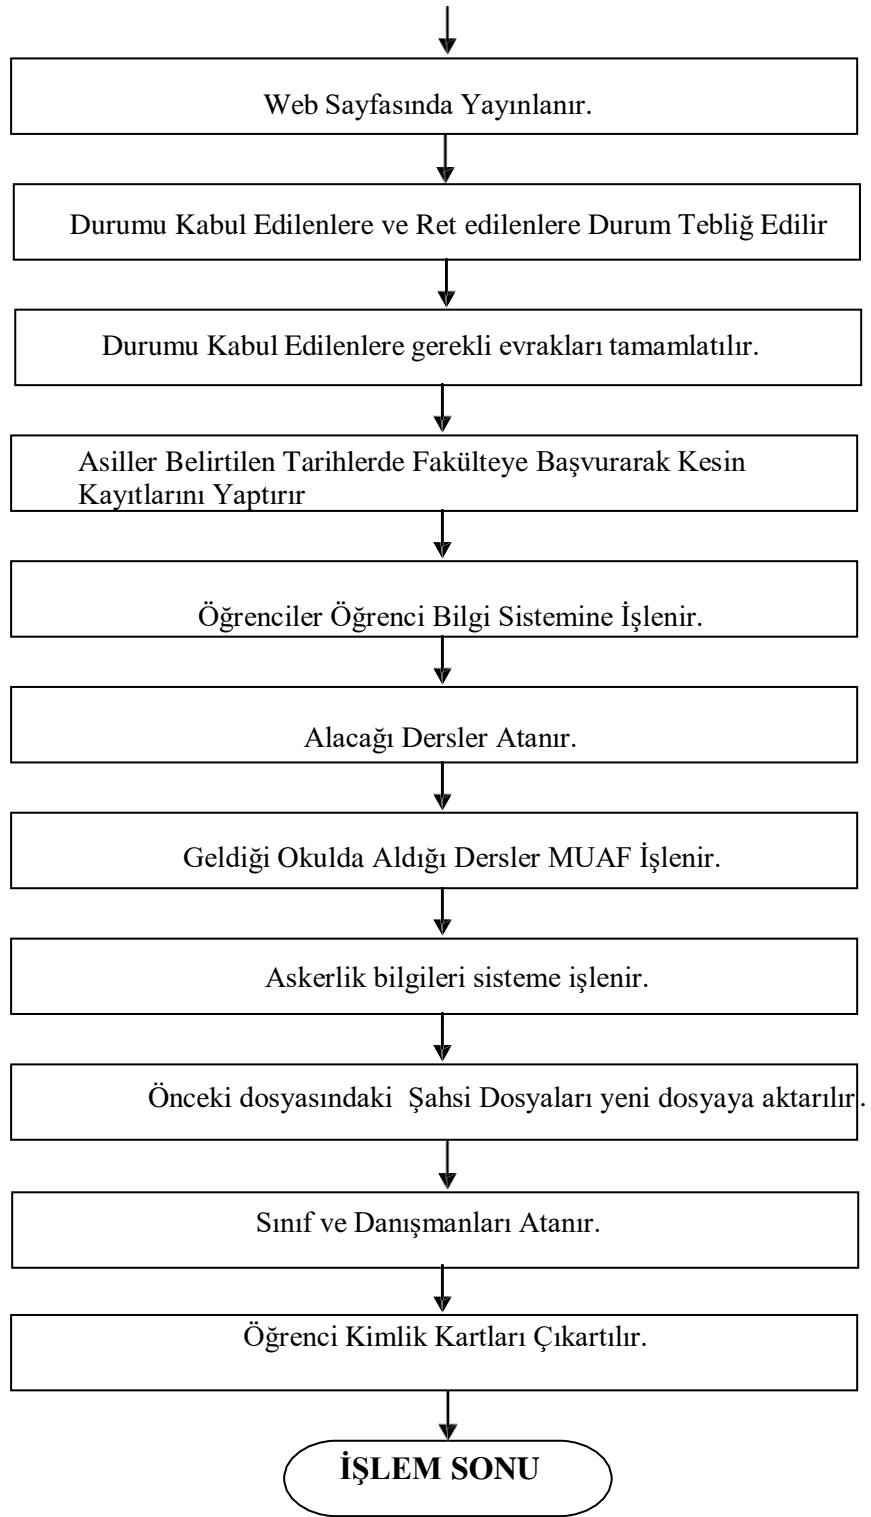 Web Sayfasında Yayınlanır.
Durumu Kabul Edilenlere ve Ret edilenlere Durum Tebliğ Edilir
Durumu Kabul Edilenlere gerekli evrakları tamamlatılır.
Asiller Belirtilen Tarihlerde Fakülteye Başvurarak Kesin
Kayıtlarını Yaptırır
Öğrenciler Öğrenci Bilgi Sistemine İşlenir.
Alacağı Dersler Atanır.
Geldiği Okulda Aldığı Dersler MUAF İşlenir.
Askerlik bilgileri sisteme işlenir.
Önceki dosyasındaki  Şahsi Dosyaları yeni dosyaya aktarılır.
Sınıf ve Danışmanları Atanır.
Öğrenci Kimlik Kartları Çıkartılır.
İŞLEM SONU